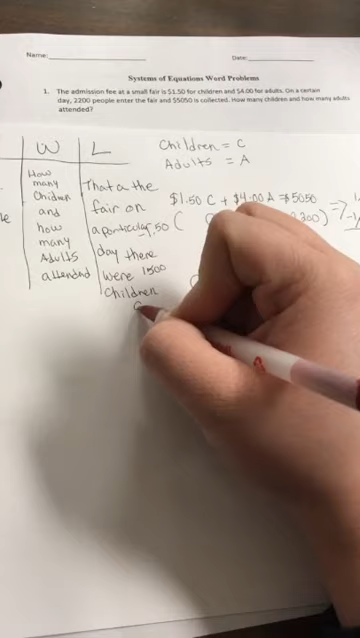 Name:
Date:
Systems of Equations Word Problems
1. The admission fee at a small fair is $1.50 for children and $4.00 for adults. On a certain
day, 2200 people enter the fair and $5050 is collected. How many children and how many adults
attended?
W
L
Children = C
Adults = A
How
many
Children
and
how
many
Adults
attended
That a the
fair on
a particular
day there
were 1500
Children
$1.50 C + $4.00 A = $5050
-1.50 (